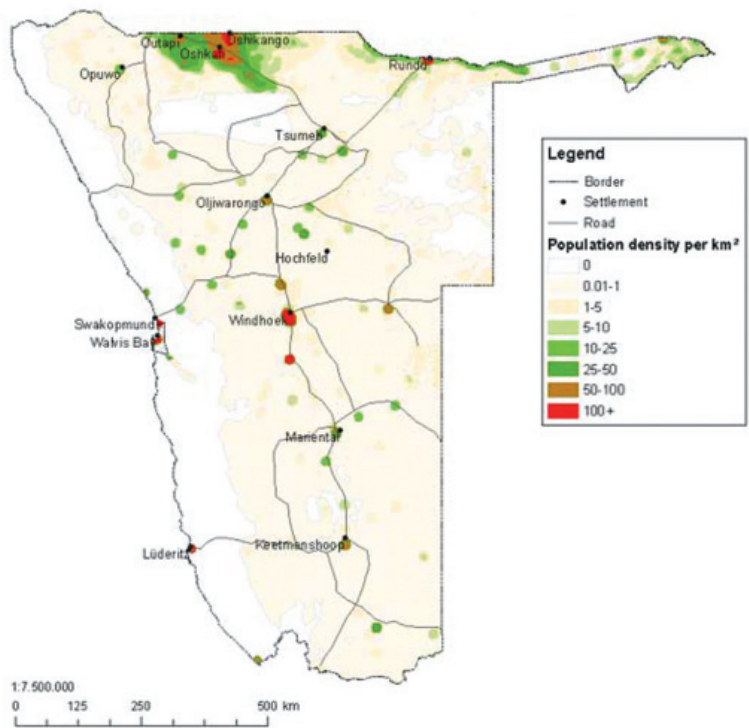 Outapi
Oshikango
Opuwo
Rundu
Tsumeb
Oljiwarongo
Hochfeld
Swakopmund
Windhoek
Walvis Bay
Mariental
Keetmanshoop
Lüderitz
Legend
Border
Settlement
Road
Population density per km²
0
0.01-1
1-5
5-10
10-25
25-50
50-100
100+
1:7.500.000
0 125 250 500 km